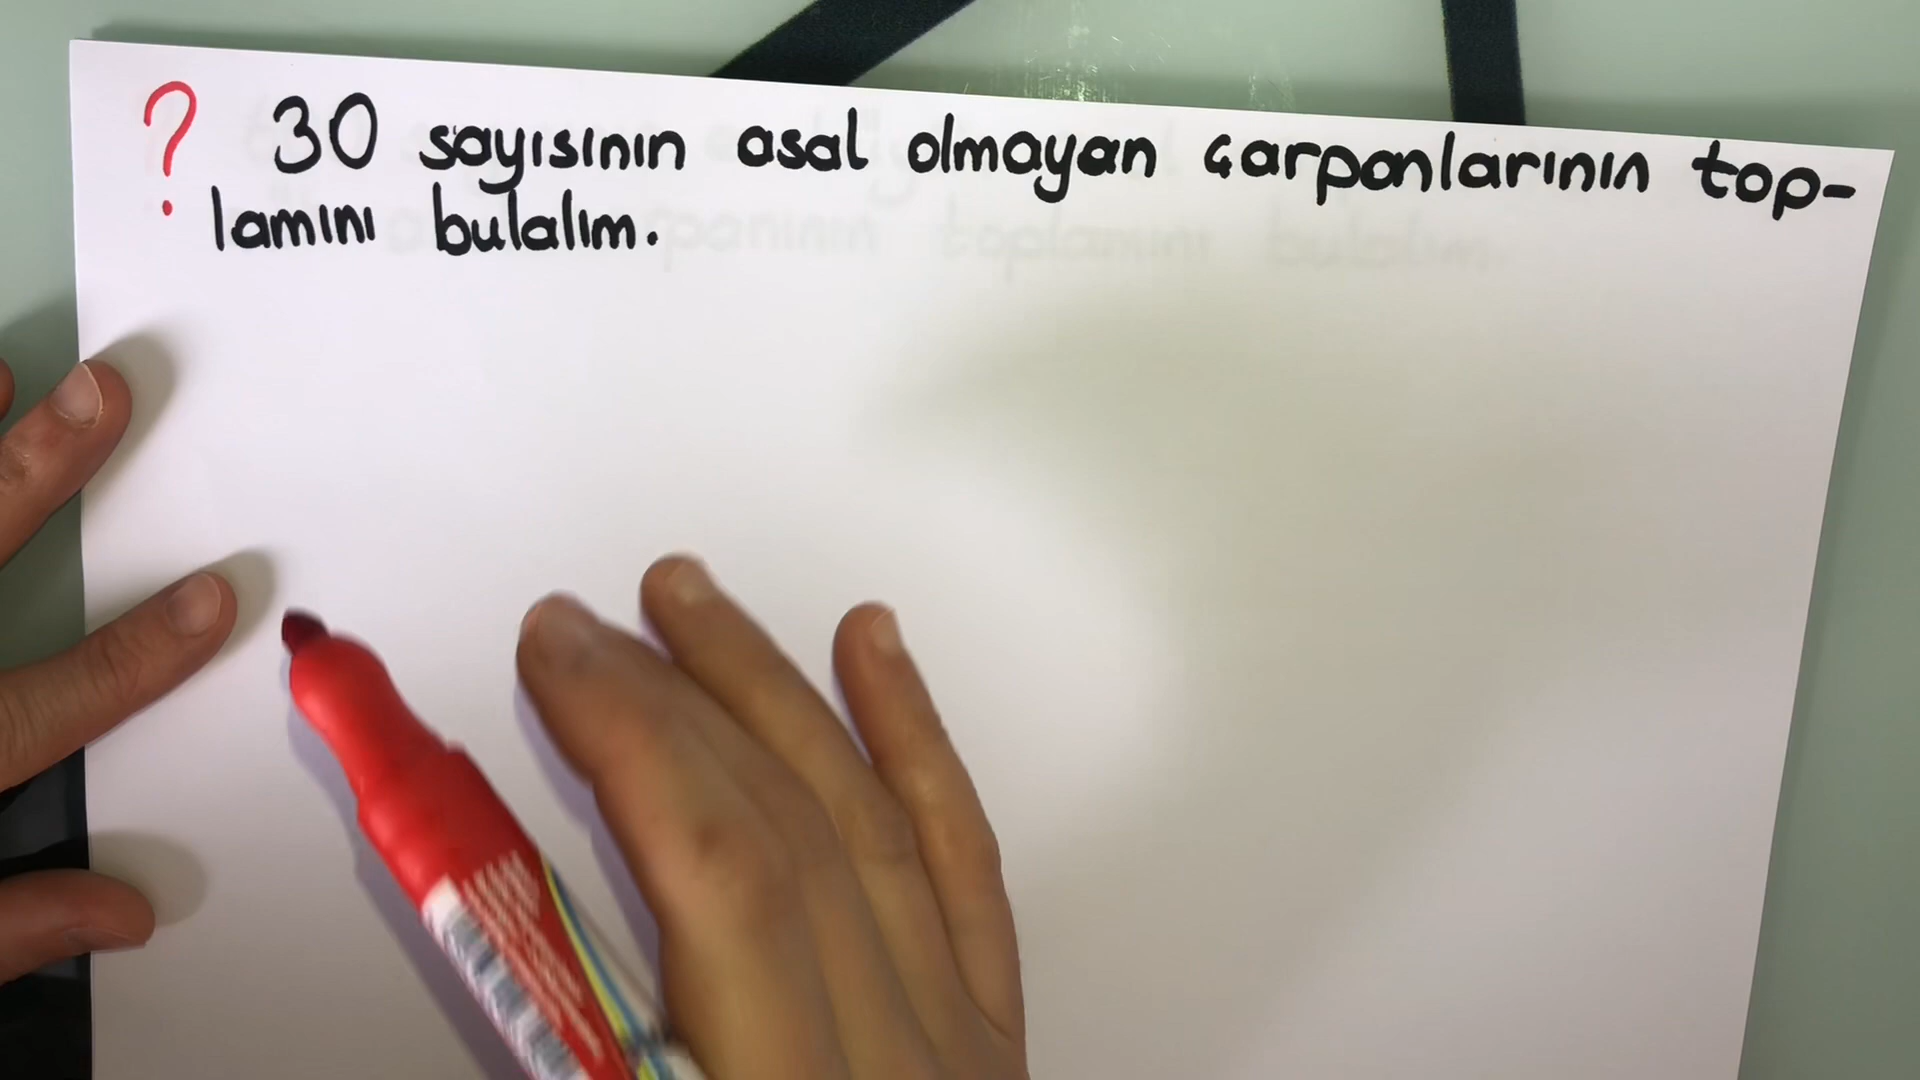 ? 30 sayısının asal olmayan çarpanlarının top-
lamını bulalım.